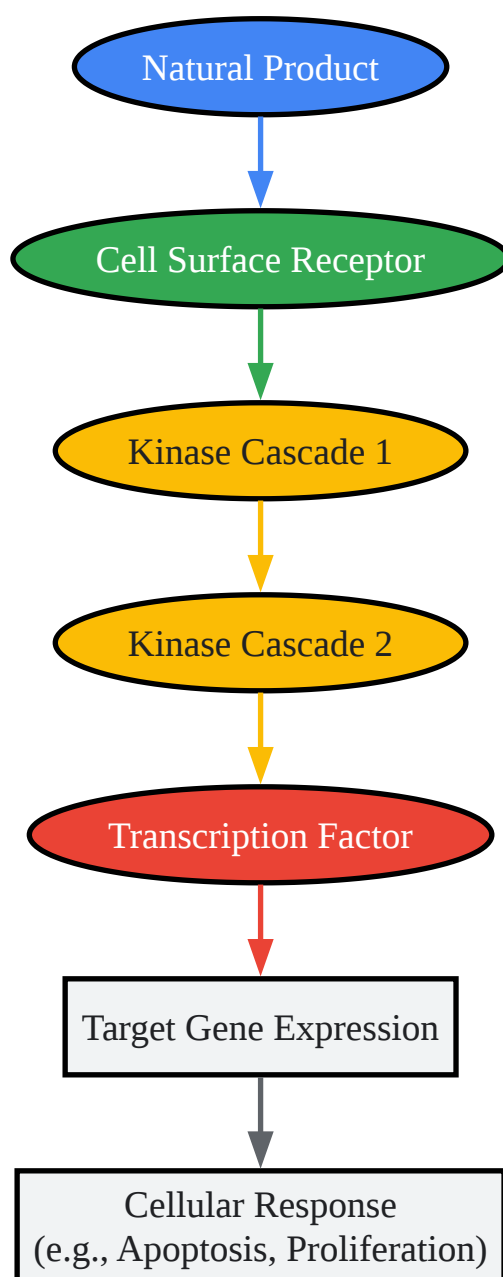 Natural Product
Cell Surface Receptor
Kinase Cascade 1
Kinase Cascade 2
Transcription Factor
Target Gene Expression
Cellular Response
(e.g., Apoptosis, Proliferation)